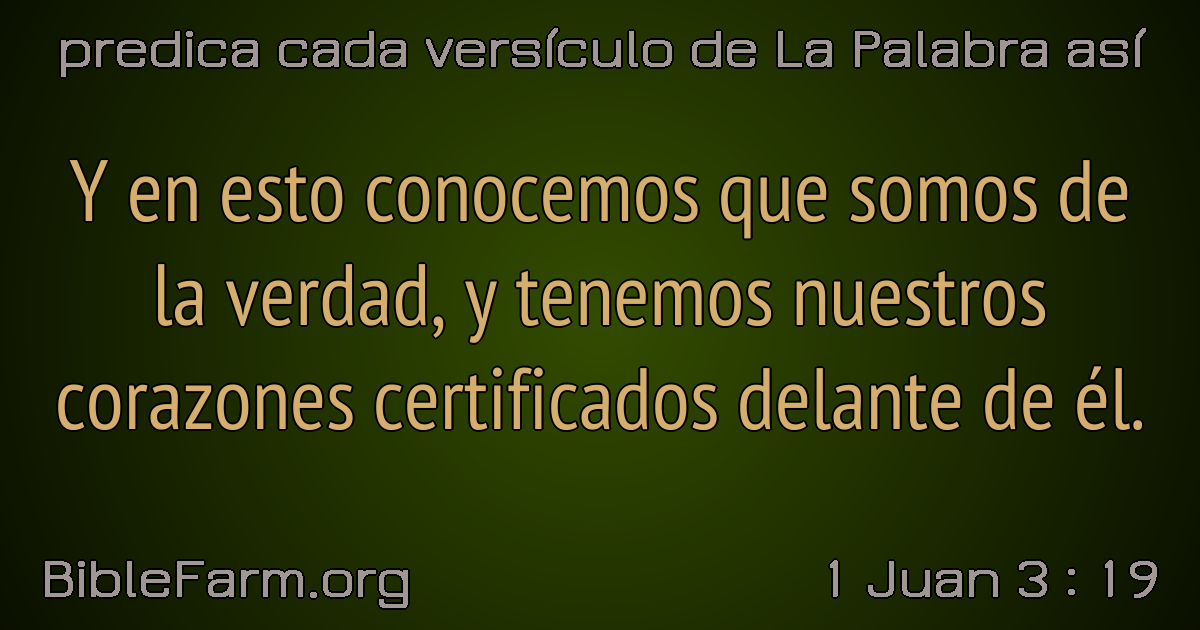 predica cada versículo de La Palabra así
Y en esto conocemos que somos de
la verdad, y tenemos nuestros
corazones certificados delante de él.
BibleFarm.org
1 Juan 3 : 19